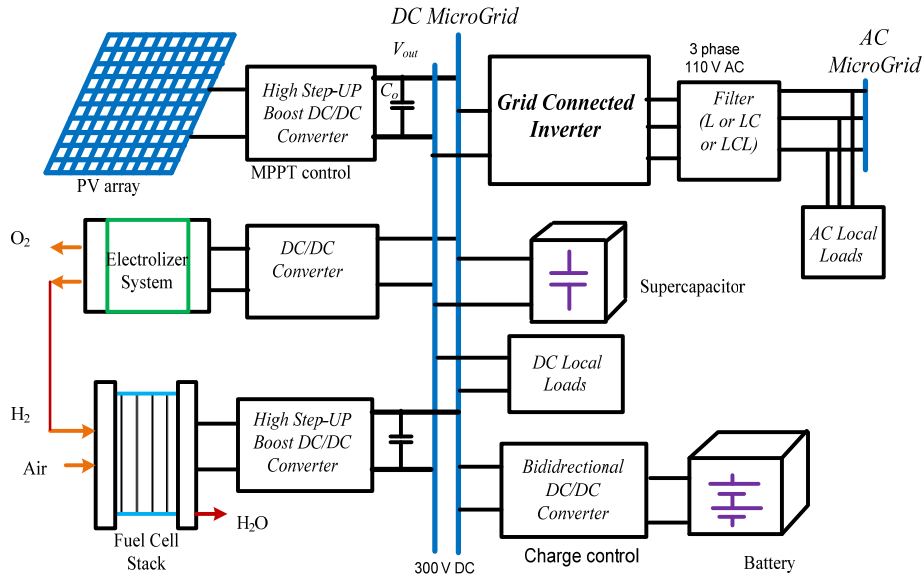 DC MicroGrid
AC
MicroGrid
3 phase
110 V AC
Vout
Co
High Step-UP
Boost DC/DC
Converter
MPPT control
PV array
Grid Connected
Inverter
Filter
(L or LC
or LCL)
AC Local
Loads
O2
Electrolizer
System
DC/DC
Converter
Supercapacitor
DC Local
Loads
H2
Air
High Step-UP
Boost DC/DC
Converter
H2O
Fuel Cell
Stack
Bididrectional
DC/DC
Converter
Charge control
Battery
300 V DC